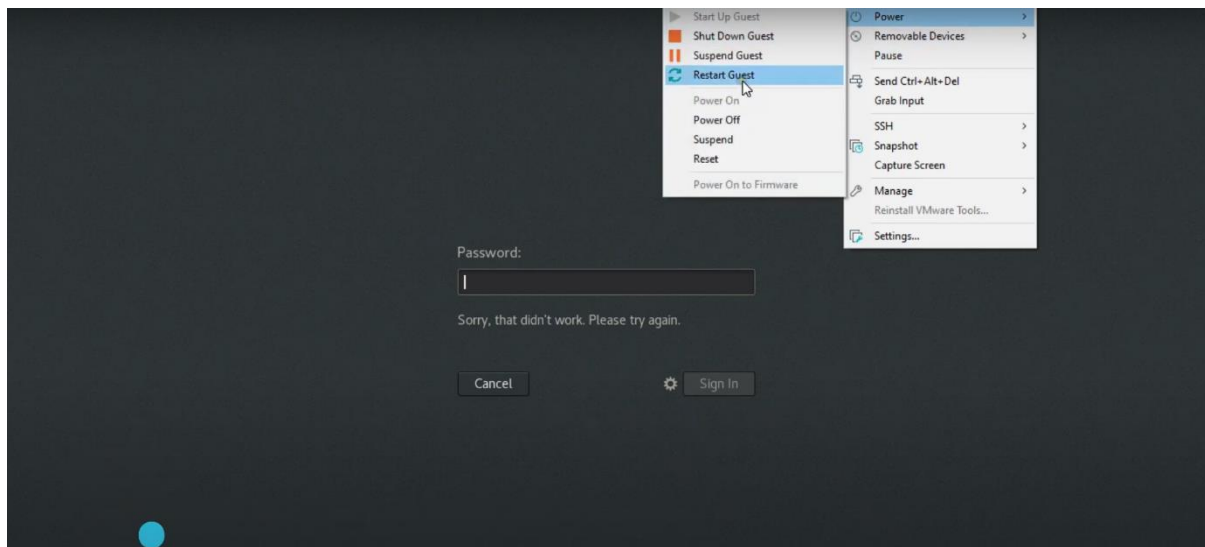 Start Up Guest
Shut Down Guest
Suspend Guest
Restart Guest
Power On
Power Off
Suspend
Reset
Power On to Firmware
Power
Removable Devices
Pause
Send Ctrl+Alt+Del
Grab Input
SSH
Snapshot
Capture Screen
Manage
Reinstall VMware Tools...
Settings...
Password:
Sorry, that didn't work. Please try again.
Cancel
Sign In